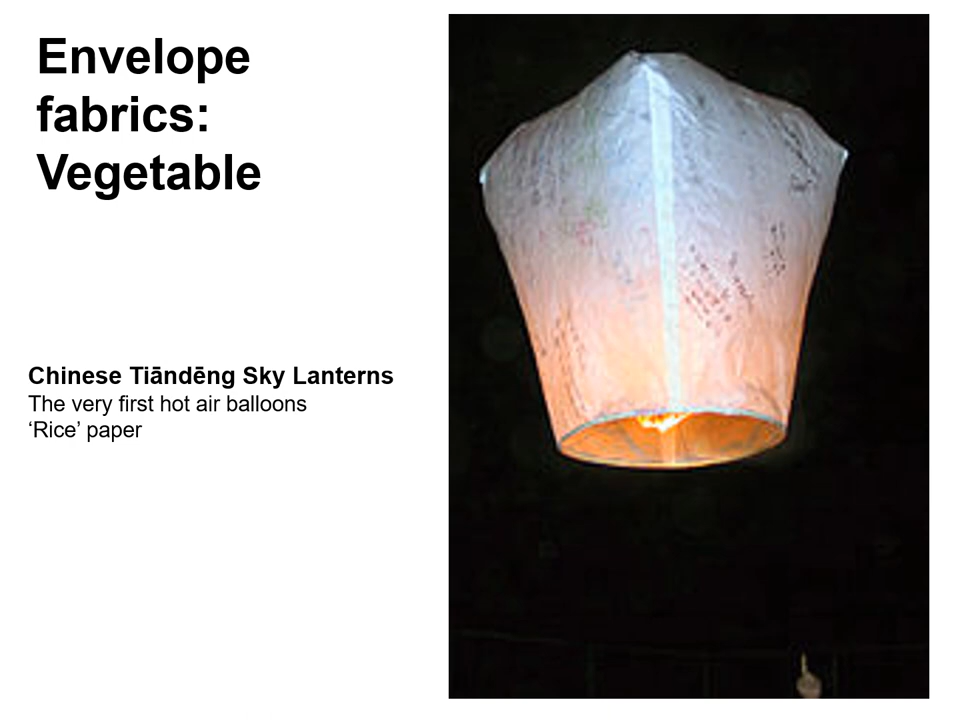 Envelope
fabrics:
Vegetable
Chinese Tiāndēng Sky Lanterns
The very first hot air balloons
‘Rice’ paper